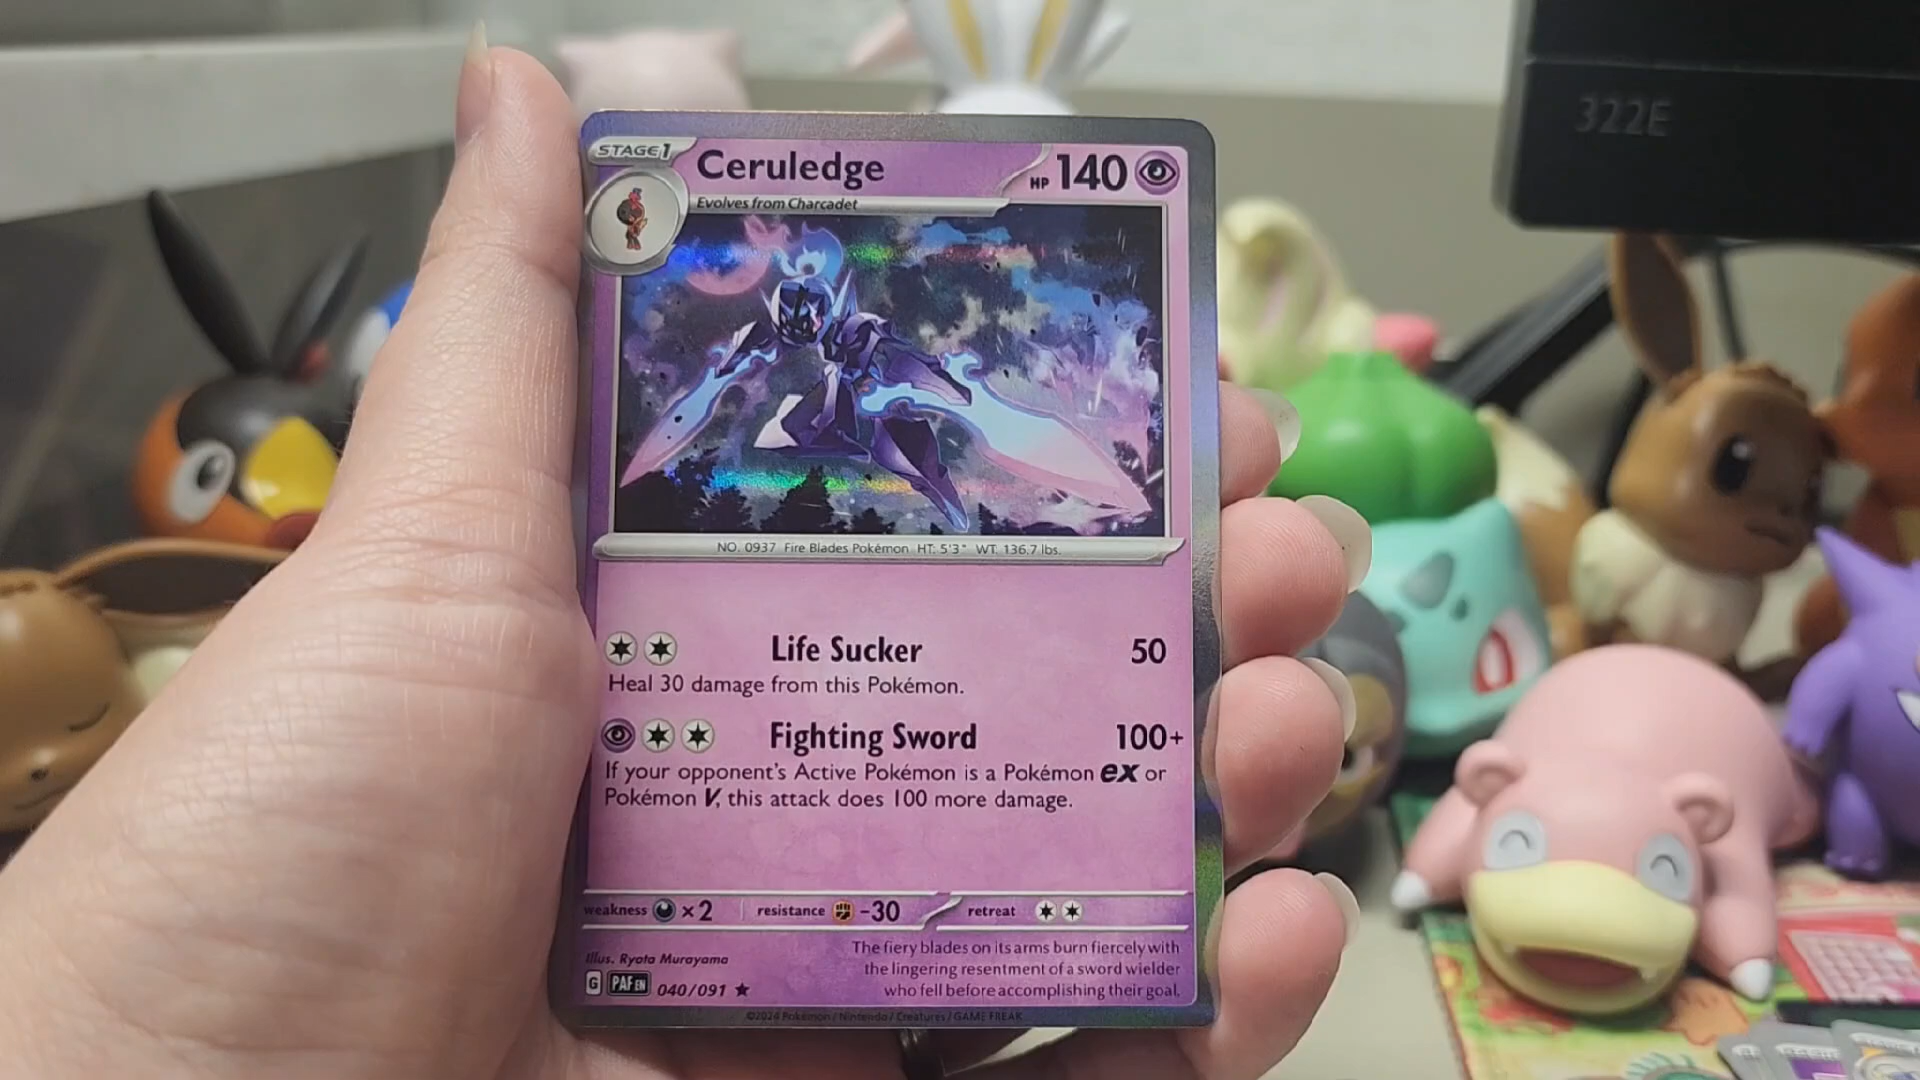 322E
STAGE1 Ceruledge HP 140
Evolves from Charcadet
NO. 0937 Fire Blades Pokémon HT: 5'3" WT: 136.7 lbs.
Life Sucker 50
Heal 30 damage from this Pokémon.
Fighting Sword 100+
If your opponent's Active Pokémon is a Pokémon ex or
Pokémon V, this attack does 100 more damage.
weakness ×2 resistance -30 retreat
Illus. Ryota Murayama
The fiery blades on its arms burn fiercely with
the lingering resentment of a sword wielder
who fell before accomplishing their goal.
G PAF EN 040/091 ★
©2024 Pokémon / Nintendo / Creatures / GAME FREAK